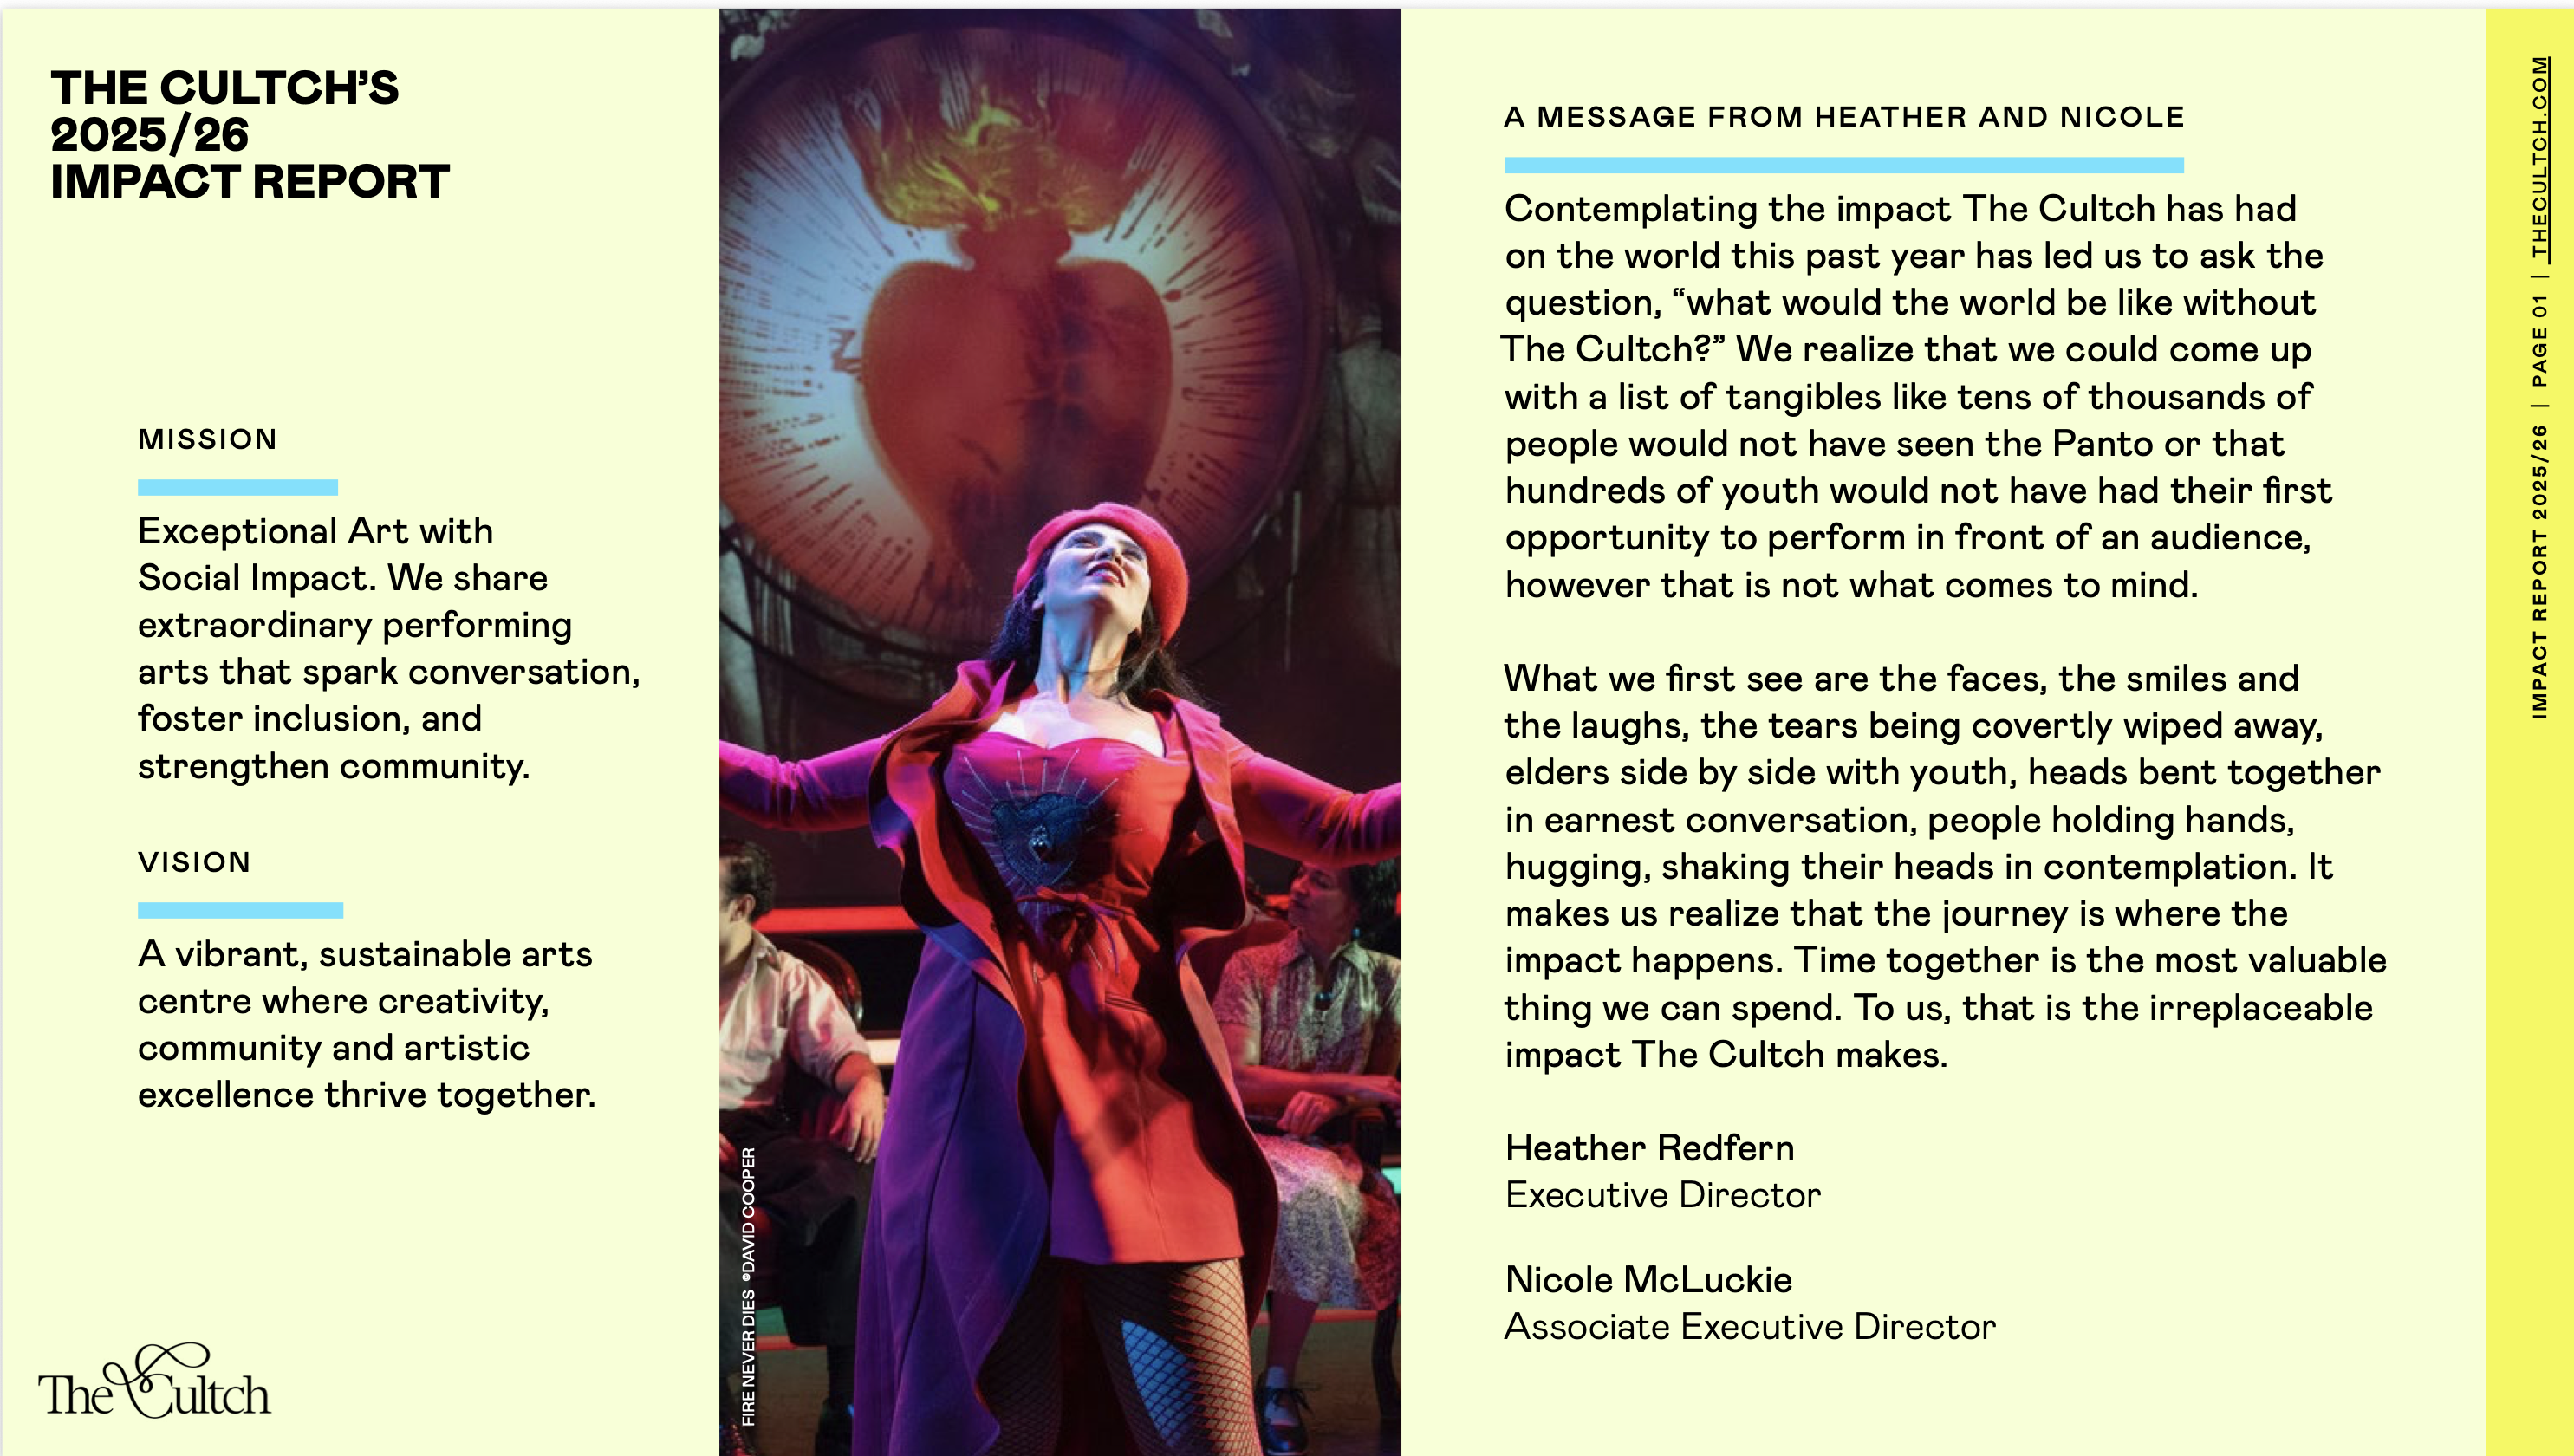 THE CULTCH’S
2025/26
IMPACT REPORT
MISSION
Exceptional Art with
Social Impact. We share
extraordinary performing
arts that spark conversation,
foster inclusion, and
strengthen community.
VISION
A vibrant, sustainable arts
centre where creativity,
community and artistic
excellence thrive together.
The Cultch
FIRE NEVER DIES ©DAVID COOPER
A MESSAGE FROM HEATHER AND NICOLE
Contemplating the impact The Cultch has had
on the world this past year has led us to ask the
question, “what would the world be like without
The Cultch?” We realize that we could come up
with a list of tangibles like tens of thousands of
people would not have seen the Panto or that
hundreds of youth would not have had their first
opportunity to perform in front of an audience,
however that is not what comes to mind.
What we first see are the faces, the smiles and
the laughs, the tears being covertly wiped away,
elders side by side with youth, heads bent together
in earnest conversation, people holding hands,
hugging, shaking their heads in contemplation. It
makes us realize that the journey is where the
impact happens. Time together is the most valuable
thing we can spend. To us, that is the irreplaceable
impact The Cultch makes.
Heather Redfern
Executive Director
Nicole McLuckie
Associate Executive Director
IMPACT REPORT 2025/26 | PAGE 01 | THECULTCH.COM